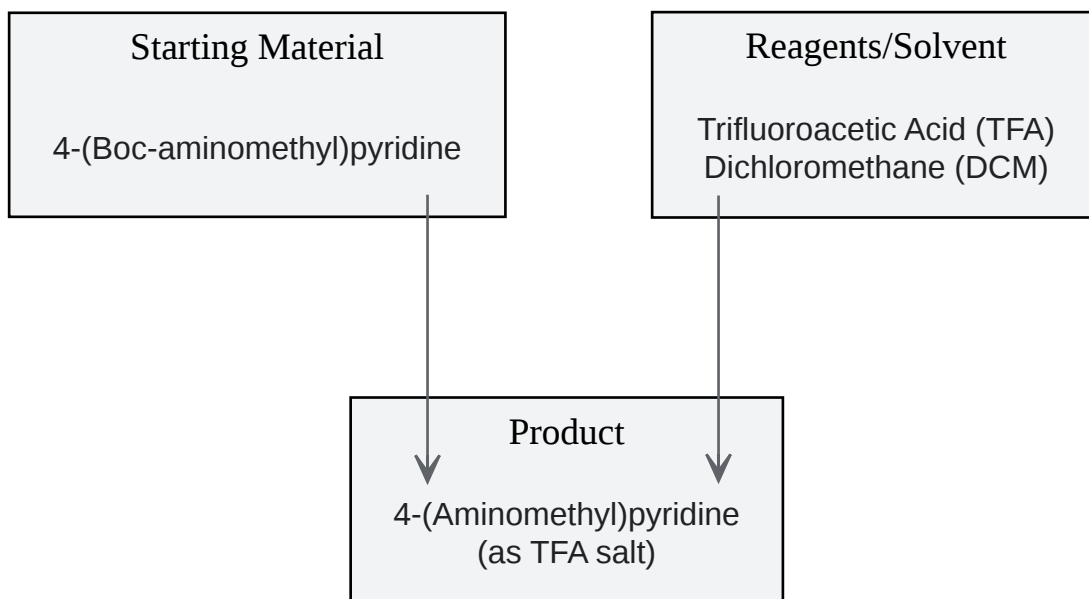 Starting Material
4-(Boc-aminomethyl)pyridine
Reagents/Solvent
Trifluoroacetic Acid (TFA)
Dichloromethane (DCM)
Product
4-(Aminomethyl)pyridine
(as TFA salt)